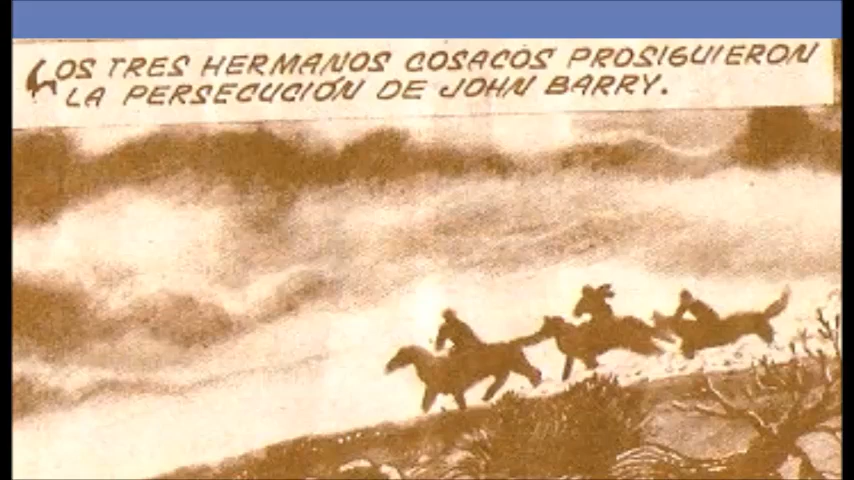 LOS TRES HERMANOS COSACOS PROSIGUIERON
LA PERSECUCIÓN DE JOHN BARRY.